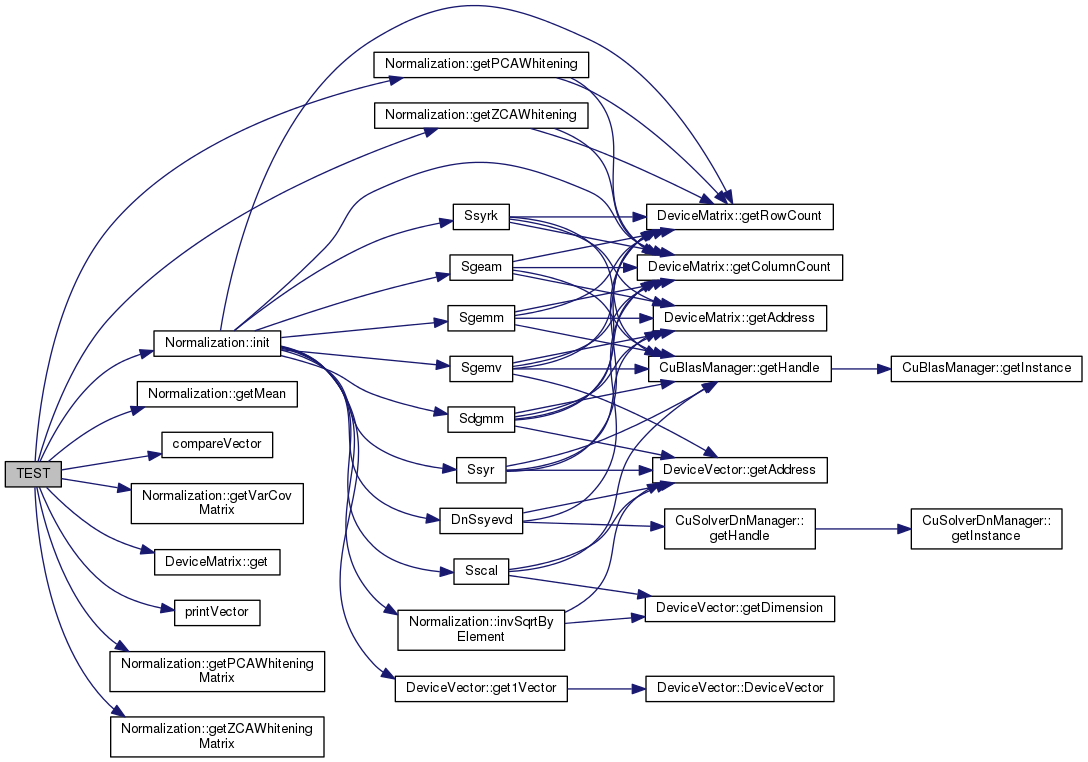 TEST
Normalization::getPCAWhitening
Normalization::getZCAWhitening
Normalization::init
Normalization::getMean
compareVector
Normalization::getVarCov
Matrix
DeviceMatrix::get
printVector
Normalization::getPCAWhitening
Matrix
Normalization::getZCAWhitening
Matrix
Ssyrk
Sgeam
Sgemm
Sgemv
Sdgmm
Ssyr
DnSsyevd
Sscal
Normalization::invSqrtBy
Element
DeviceVector::get1Vector
DeviceMatrix::getRowCount
DeviceMatrix::getColumnCount
DeviceMatrix::getAddress
CuBlasManager::getHandle
DeviceVector::getAddress
CuSolverDnManager::
getHandle
DeviceVector::getDimension
DeviceVector::DeviceVector
CuBlasManager::getInstance
CuSolverDnManager::
getInstance